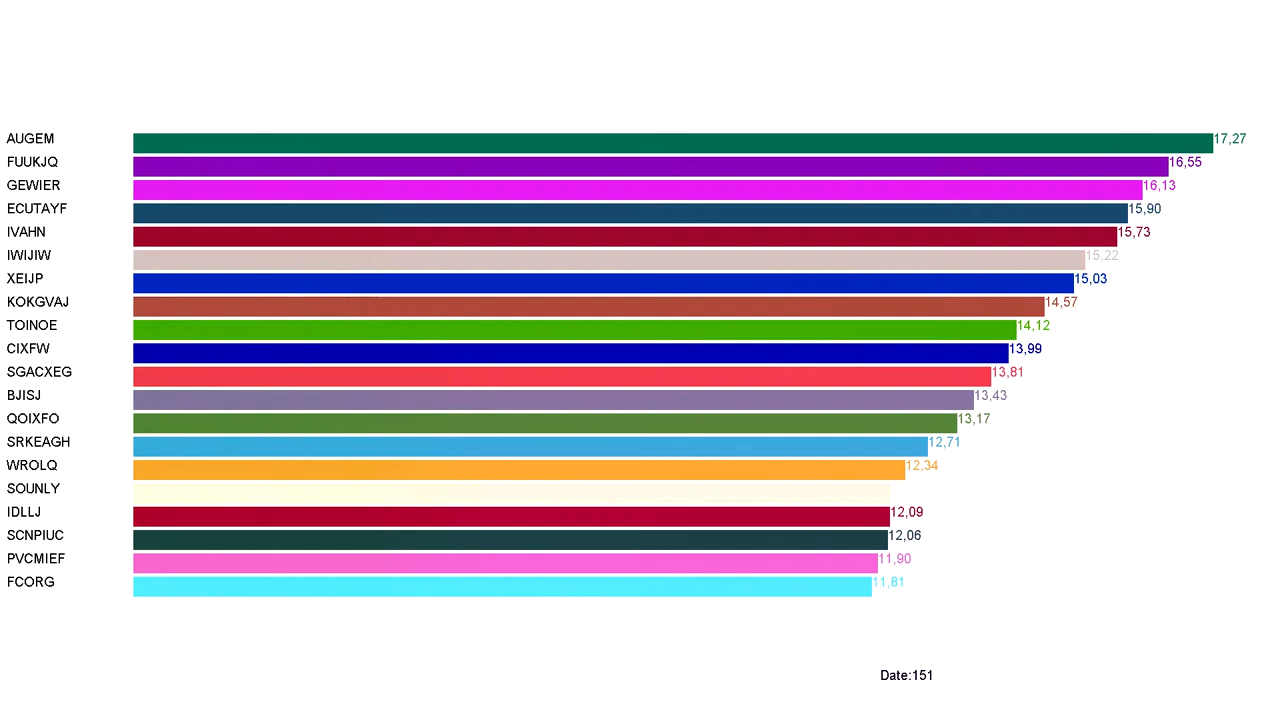 AUGEM 17,27
FUUKJQ 16,55
GEWIER 16,13
ECUTAYF 15,90
IVAHN 15,73
IWIJIW 15,22
XEIJP 15,03
KOKGVAJ 14,57
TOINOE 14,12
CIXFW 13,99
SGACXEG 13,81
BJISJ 13,43
QOIXFO 13,17
SRKEAGH 12,71
WROLQ 12,34
SOUNLY
IDLLJ 12,09
SCNPIUC 12,06
PVCMIEF 11,90
FCORG 11,81
Date:151